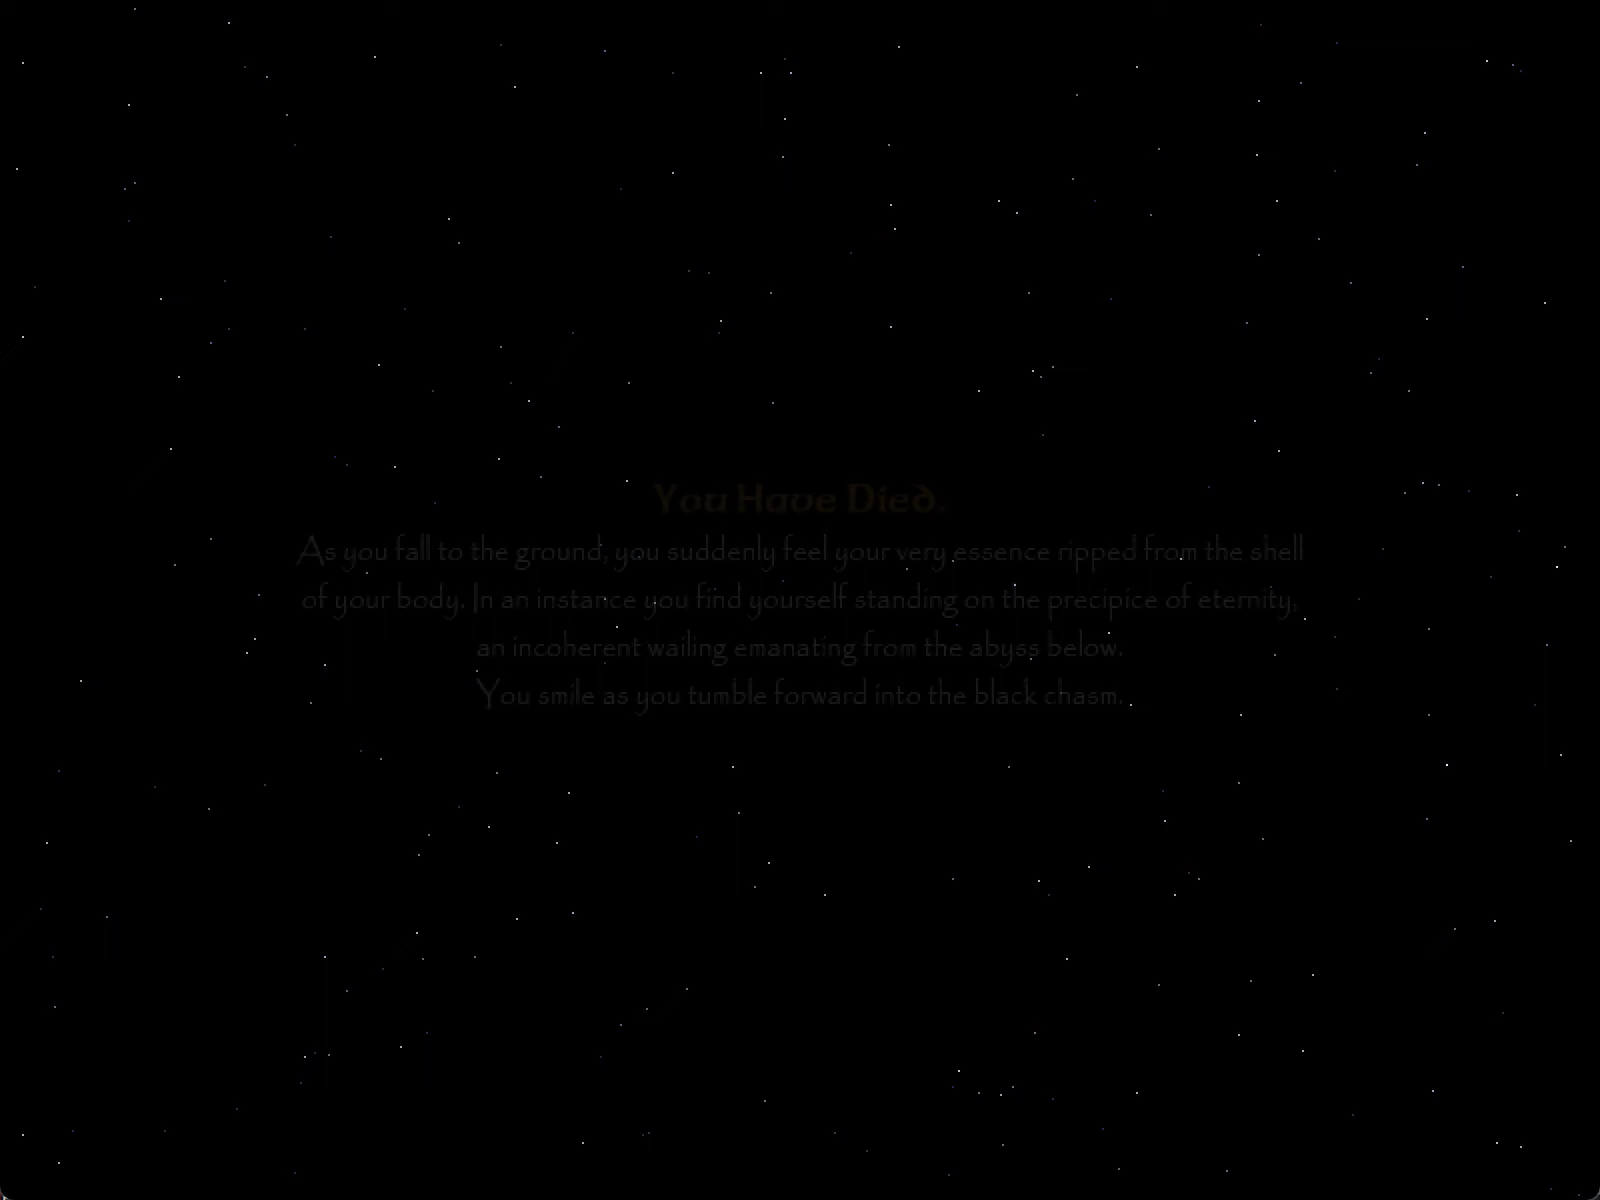 You Have Died.
As you fall to the ground, you suddenly feel your very essence ripped from the shell
of your body. In an instance you find yourself standing on the precipice of eternity,
an incoherent wailing emanating from the abyss below.
You smile as you tumble forward into the black chasm.